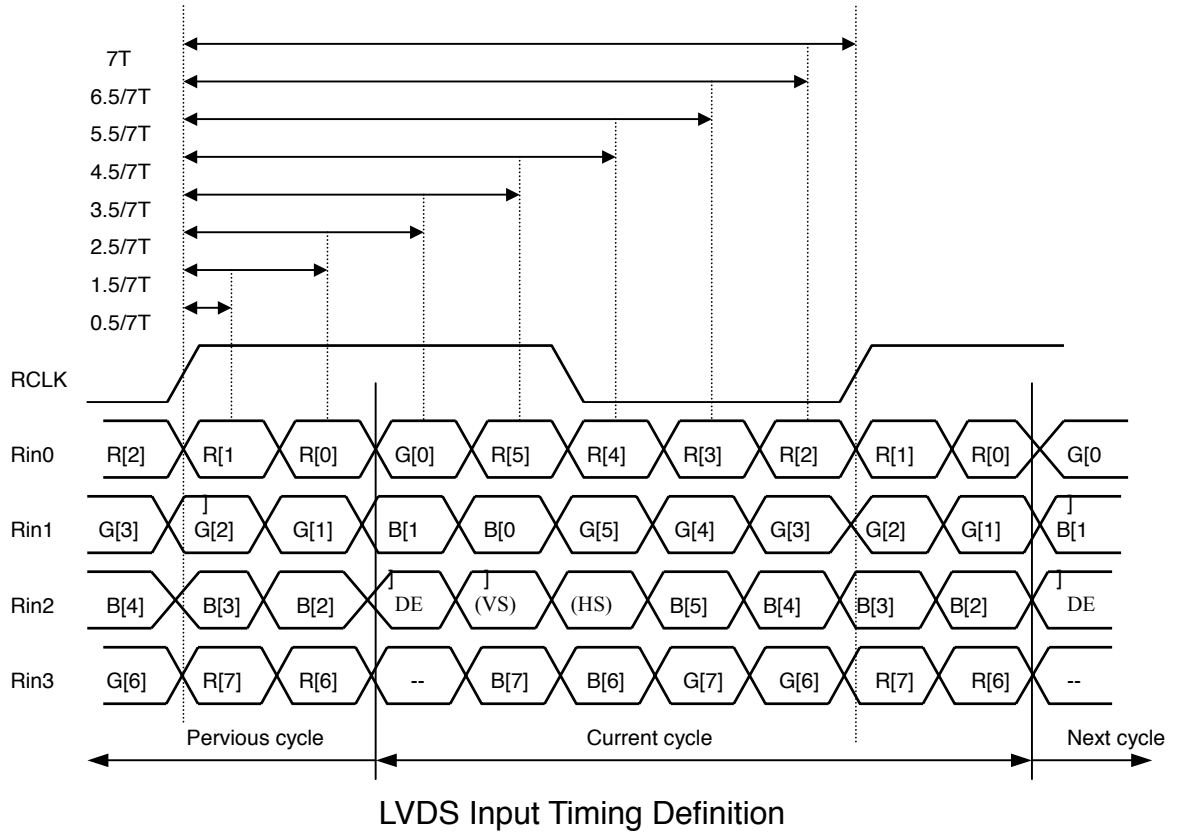 7T
6.5/7T
5.5/7T
4.5/7T
3.5/7T
2.5/7T
1.5/7T
0.5/7T
RCLK
Rin0 R[2] R[1 R[0] G[0] R[5] R[4] R[3] R[2] R[1] R[0] G[0
Rin1 G[3] ] G[2] G[1] B[1 B[0 G[5] G[4] G[3] G[2] G[1] ] B[1
Rin2 B[4] B[3] B[2] ] DE ] (VS) (HS) B[5] B[4] B[3] B[2] ] DE
Rin3 G[6] R[7] R[6] -- B[7] B[6] G[7] G[6] R[7] R[6] --
Pervious cycle Current cycle Next cycle
LVDS Input Timing Definition